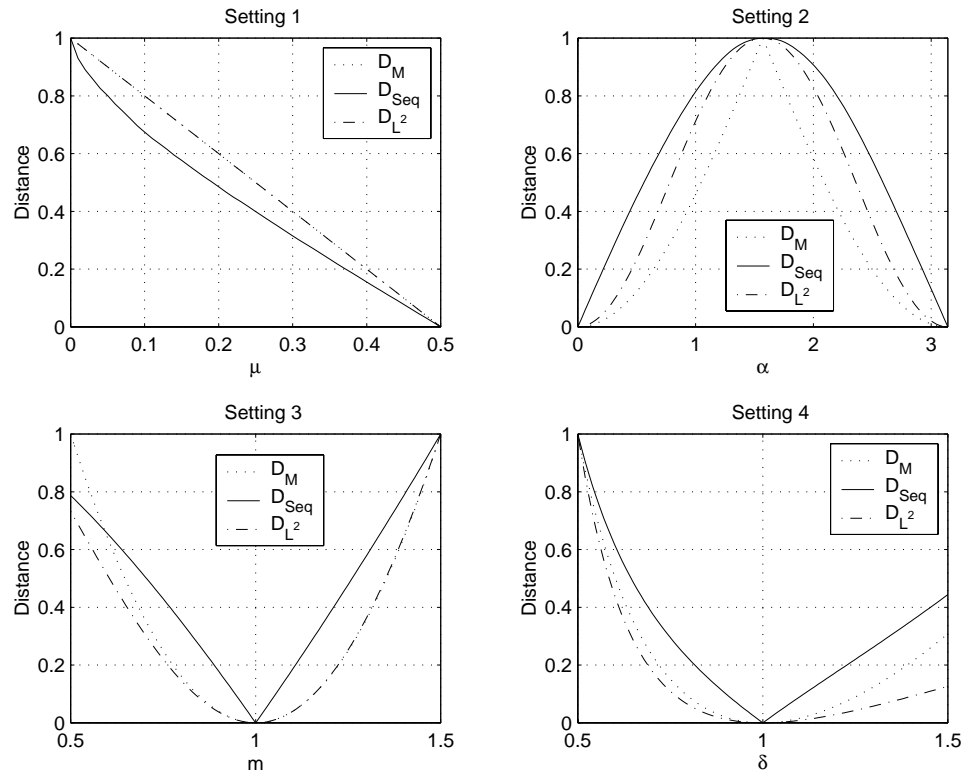 Setting 1
Distance
1
0.8
0.6
0.4
0.2
0
0 0.1 0.2 0.3 0.4 0.5
μ
D_M
D_Seq
D_L²
Setting 2
Distance
1
0.8
0.6
0.4
0.2
0
0 1 2 3
α
D_M
D_Seq
D_L²
Setting 3
Distance
1
0.8
0.6
0.4
0.2
0
0.5 1 1.5
m
D_M
D_Seq
D_L²
Setting 4
Distance
1
0.8
0.6
0.4
0.2
0
0.5 1 1.5
δ
D_M
D_Seq
D_L²